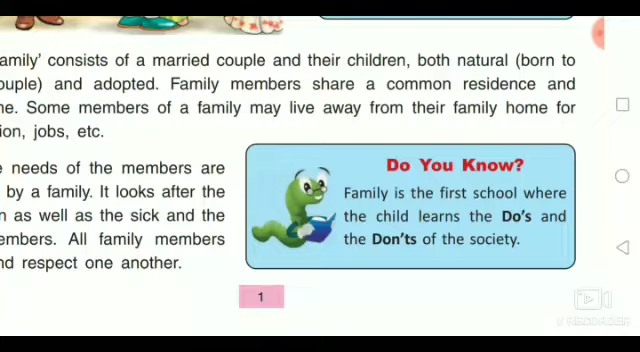 amily' consists of a married couple and their children, both natural (born to
ouple) and adopted. Family members share a common residence and
ne. Some members of a family may live away from their family home for
ion, jobs, etc.
e needs of the members are
by a family. It looks after the
n as well as the sick and the
embers. All family members
nd respect one another.
Do You Know?
Family is the first school where
the child learns the Do's and
the Don'ts of the society.
1